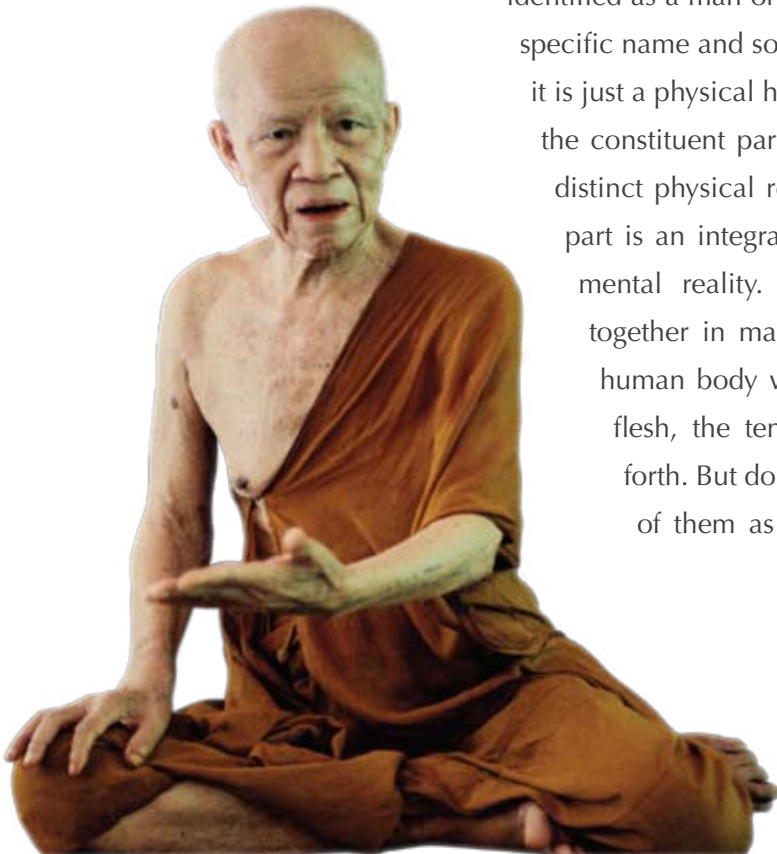 identified as a man or
specific name and so
it is just a physical h
the constituent par
distinct physical r
part is an integra
mental reality.
together in ma
human body v
flesh, the ten
forth. But do
of them as